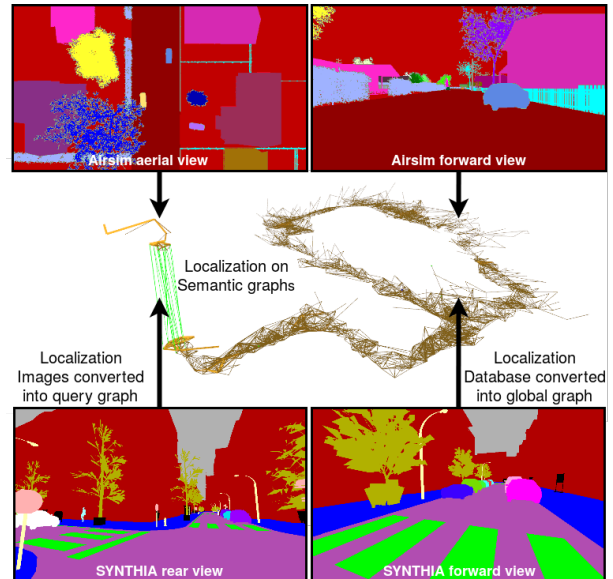 Airsim aerial view
Airsim forward view
Localization on
Semantic graphs
Localization
Images converted
into query graph
Localization
Database converted
into global graph
SYNTHIA rear view
SYNTHIA forward view